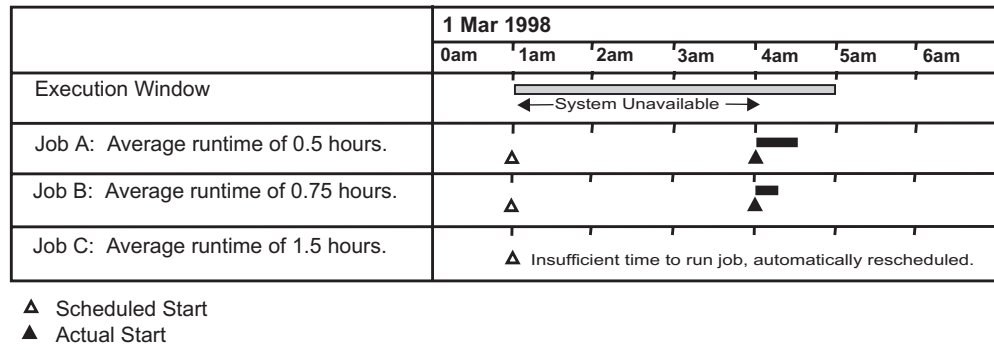 1 Mar 1998
0am 1am 2am 3am 4am 5am 6am
Execution Window
System Unavailable
Job A: Average runtime of 0.5 hours.
Job B: Average runtime of 0.75 hours.
Job C: Average runtime of 1.5 hours.
Insufficient time to run job, automatically rescheduled.
Scheduled Start
Actual Start